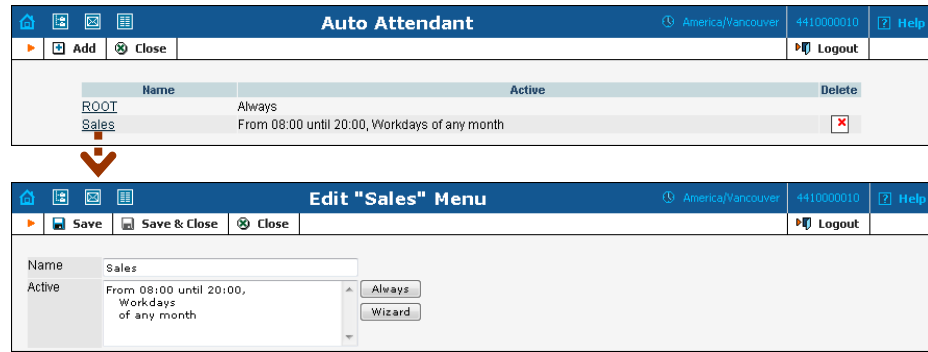 Auto Attendant America/Vancouver 4410000010 ? Help
Add Close Logout
Name Active Delete
ROOT Always
Sales From 08:00 until 20:00, Workdays of any month
Edit "Sales" Menu America/Vancouver 4410000010 ? Help
Save Save & Close Close Logout
Name Sales
Active From 08:00 until 20:00, Always
Workdays
of any month Wizard